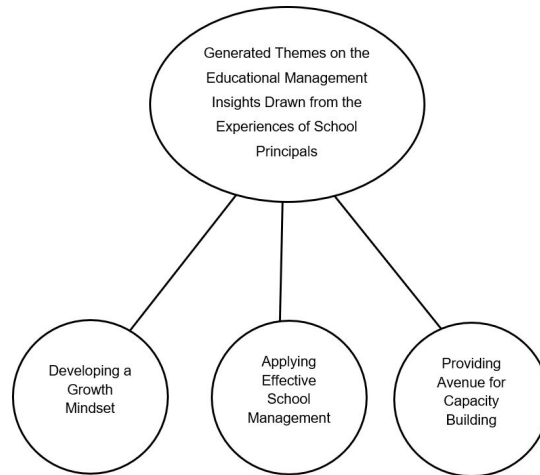 Generated Themes on the
Educational Management
Insights Drawn from the
Experiences of School
Principals
Developing a
Growth
Mindset
Applying
Effective
School
Management
Providing
Avenue for
Capacity
Building